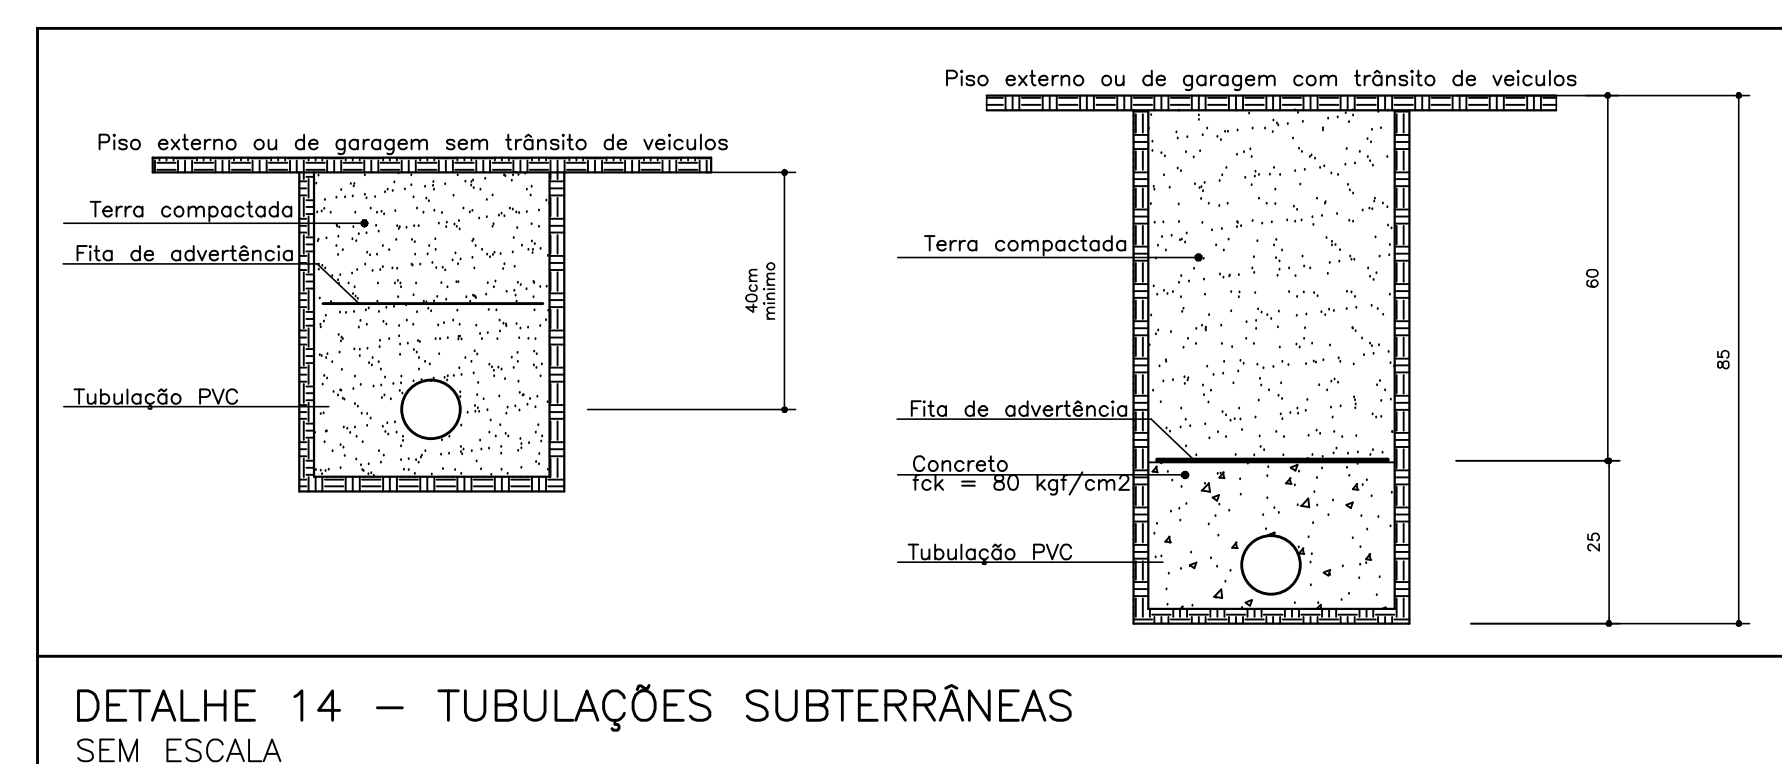 Piso externo ou de garagem sem trânsito de veiculos
Terra compactada
Fita de advertência
Tubulação PVC
40cm
minimo
Piso externo ou de garagem com trânsito de veiculos
Terra compactada
Fita de advertência
Concreto
fck = 80 kgf/cm2
Tubulação PVC
60
25
85
DETALHE 14 – TUBULAÇÕES SUBTERRÂNEAS
SEM ESCALA